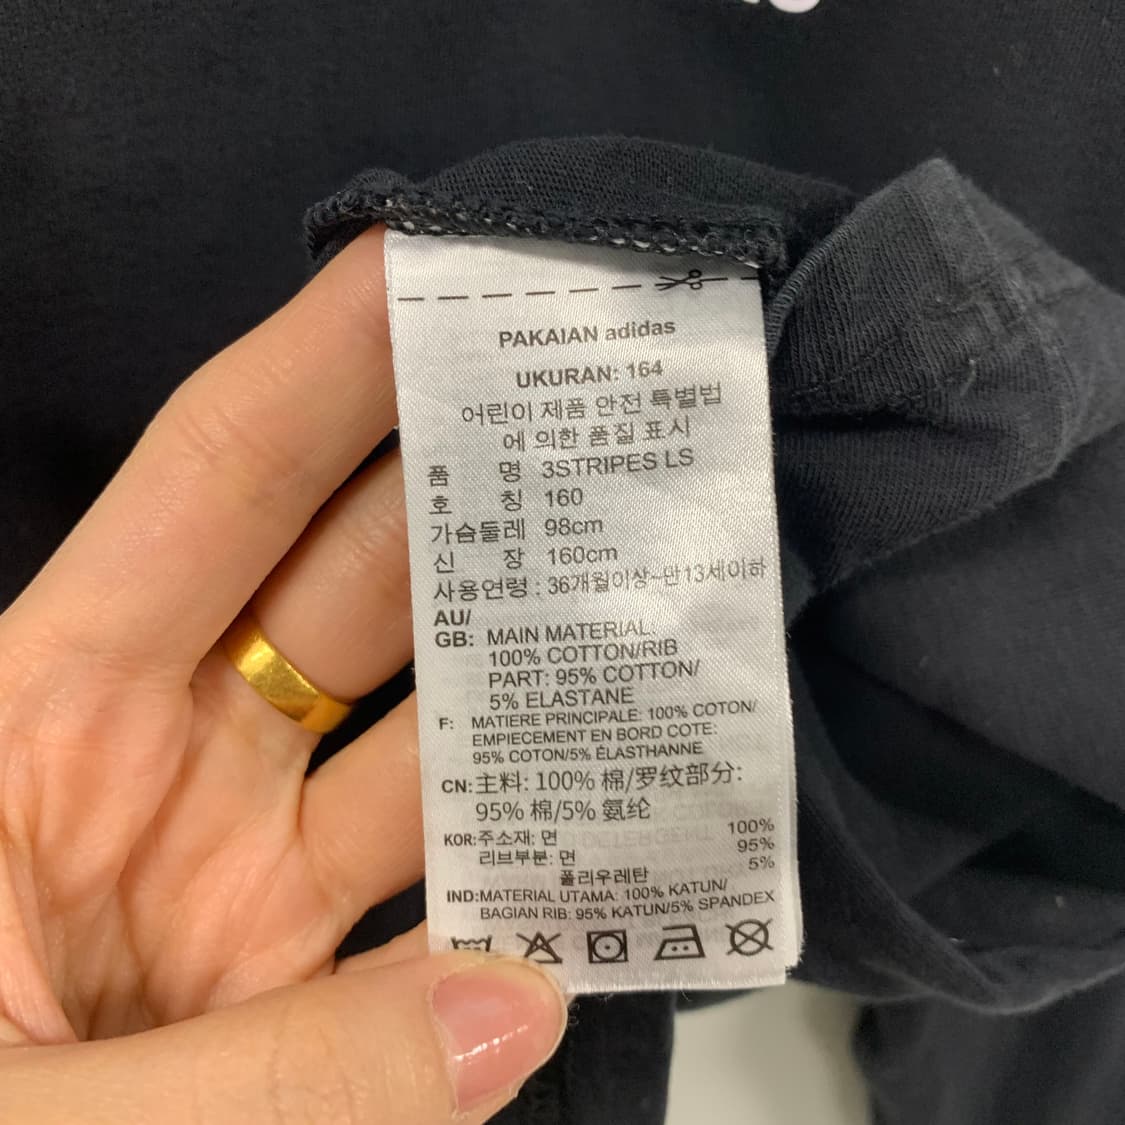 PAKAIAN adidas
UKURAN: 164
어린이 제품 안전 특별법
에 의한 품질 표시
품 명 3STRIPES LS
호 칭 160
가슴둘레 98cm
신 장 160cm
사용연령 : 36개월이상~만13세이하
AU/
GB: MAIN MATERIAL:
100% COTTON/RIB
PART: 95% COTTON/
5% ELASTANE
F: MATIERE PRINCIPALE: 100% COTON/
EMPIECEMENT EN BORD COTE:
95% COTON/5% ÉLASTHANNE
CN: 主料: 100% 棉/罗纹部分:
95% 棉/5% 氨纶
KOR: 주소재: 면 100%
리브부분: 면 95%
폴리우레탄 5%
IND: MATERIAL UTAMA: 100% KATUN/
BAGIAN RIB: 95% KATUN/5% SPANDEX